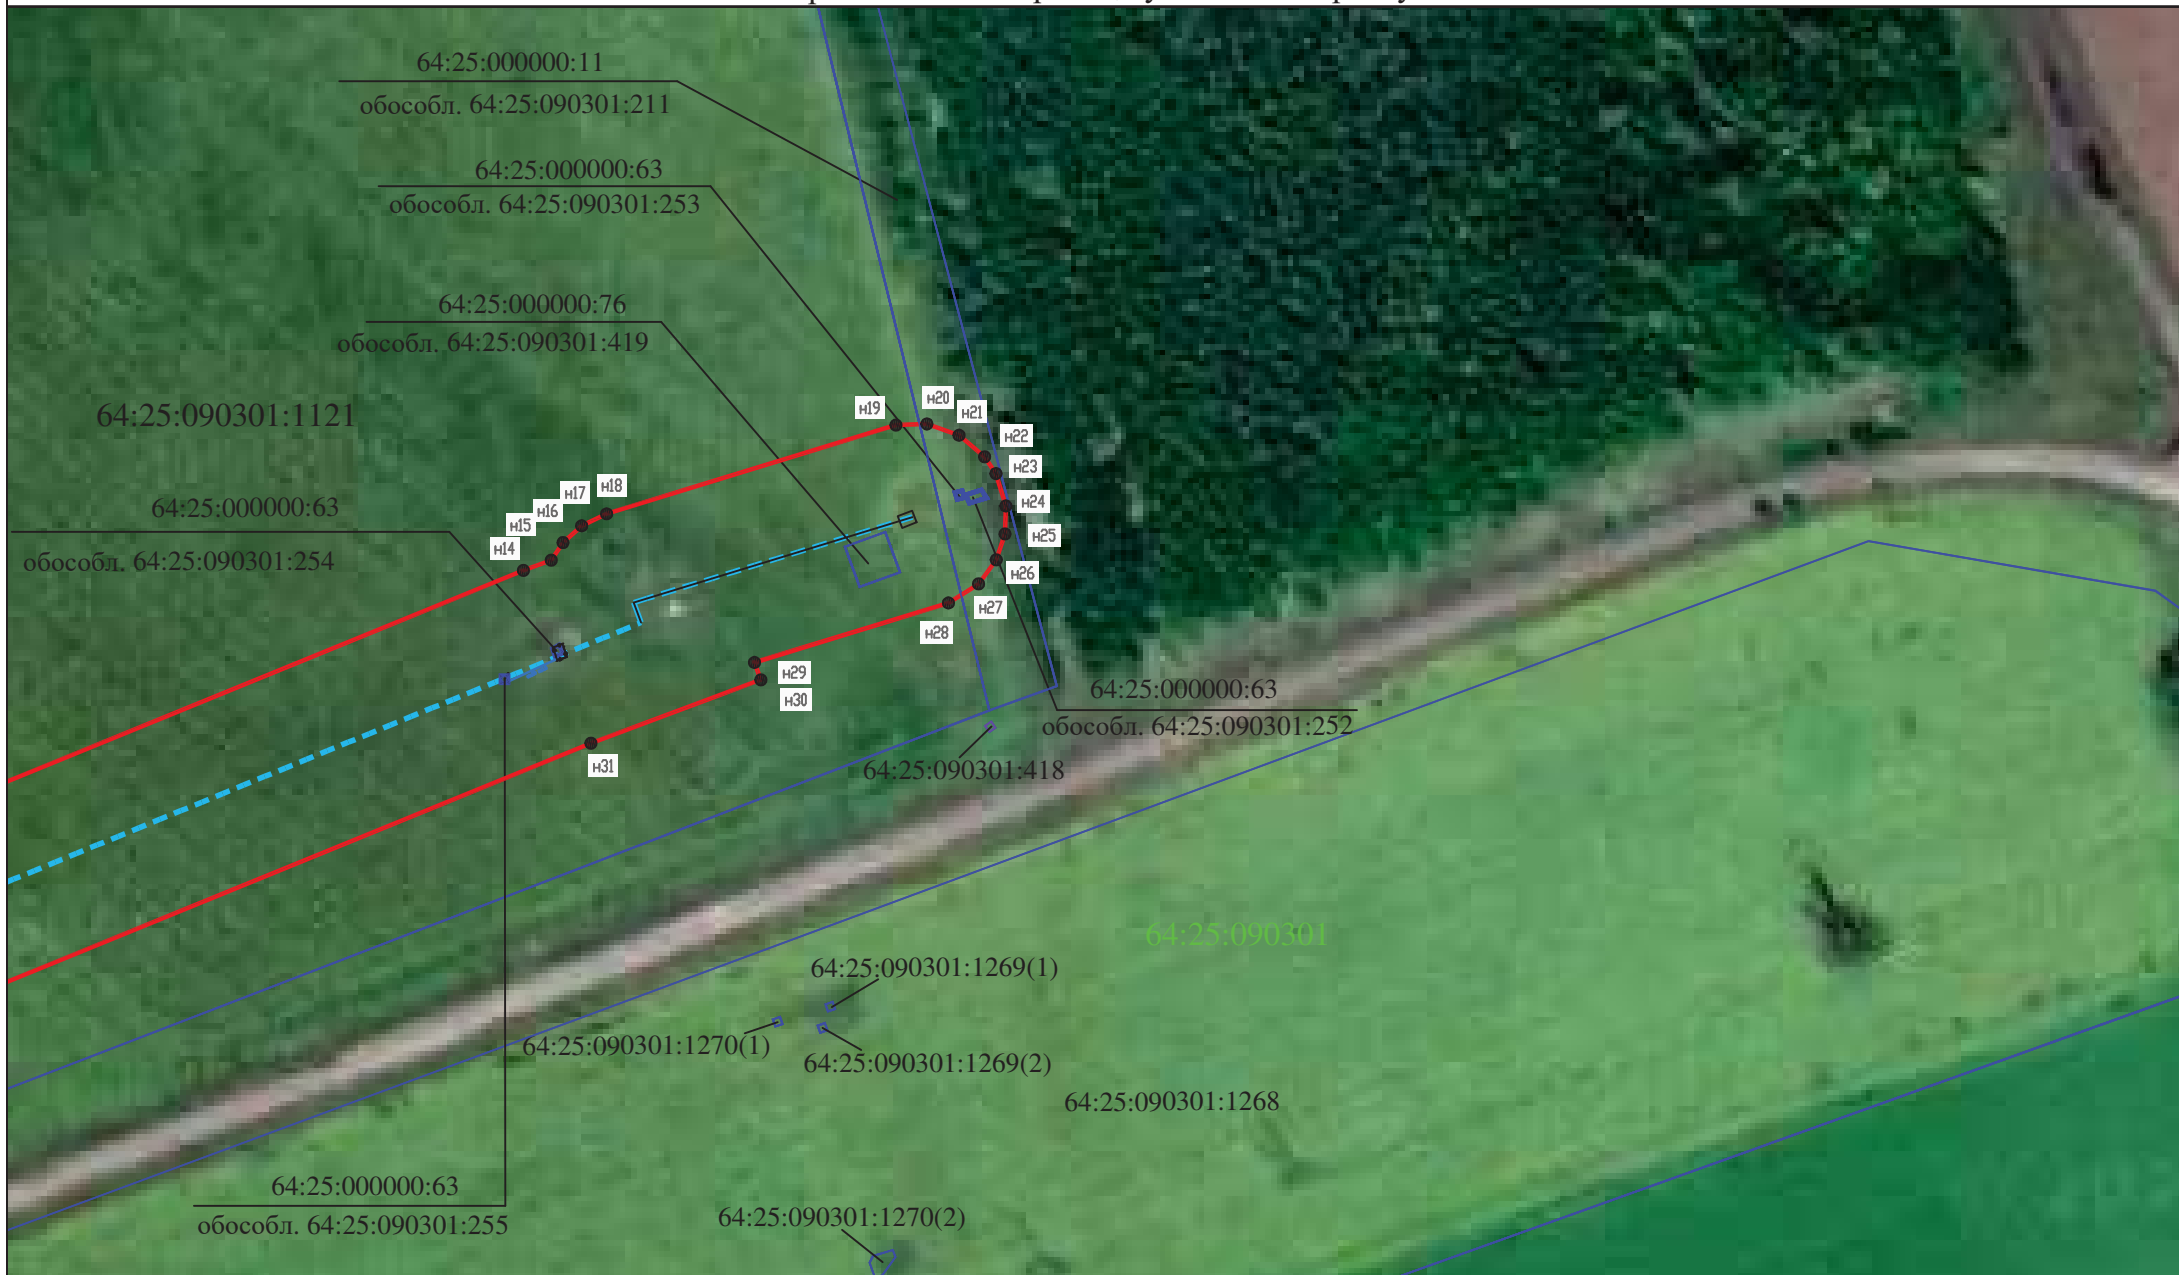 64:25:000000:11
обособл. 64:25:090301:211
64:25:000000:63
обособл. 64:25:090301:253
64:25:000000:76
обособл. 64:25:090301:419
64:25:090301:1121
н19
н20
н21
н22
н23
н24
н25
н26
н27
н28
н18
н17
н16
н15
н14
64:25:000000:63
обособл. 64:25:090301:254
н29
н30
н31
64:25:000000:63
обособл. 64:25:090301:252
64:25:090301:418
64:25:090301
64:25:090301:1269(1)
64:25:090301:1270(1)
64:25:090301:1269(2)
64:25:090301:1268
64:25:000000:63
обособл. 64:25:090301:255
64:25:090301:1270(2)